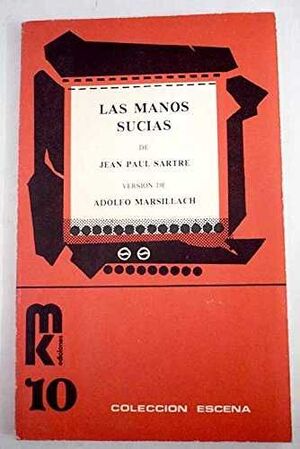 LAS MANOS
SUCIAS
DE
JEAN PAUL SARTRE
VERSION DE
ADOLFO MARSILLACH
mk
ediciones
10
COLECCION ESCENA